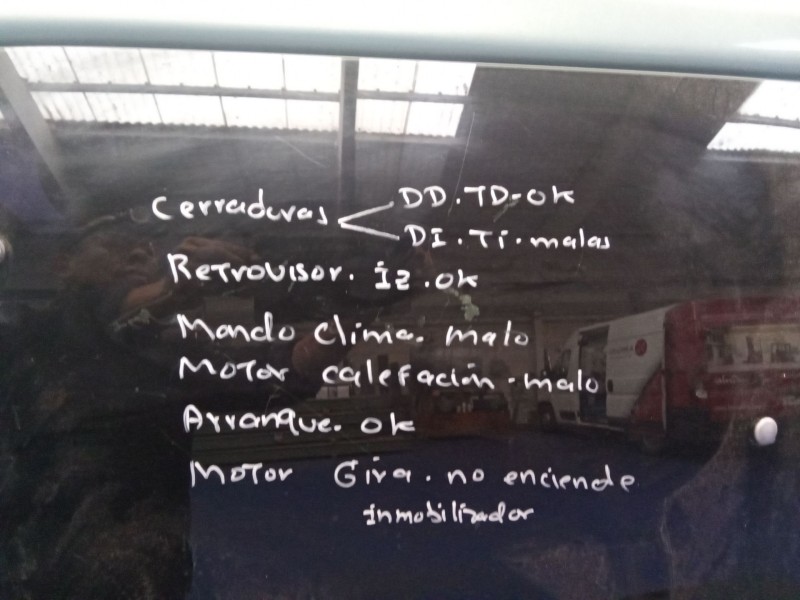 Cerraduras
DD.TD-ok
DI.Ti.malas
Retrovisor. iz.ok
Mando clima. malo
Motor calefación.malo
Arranque. ok
Motor Gira. no enciende
inmobilizador